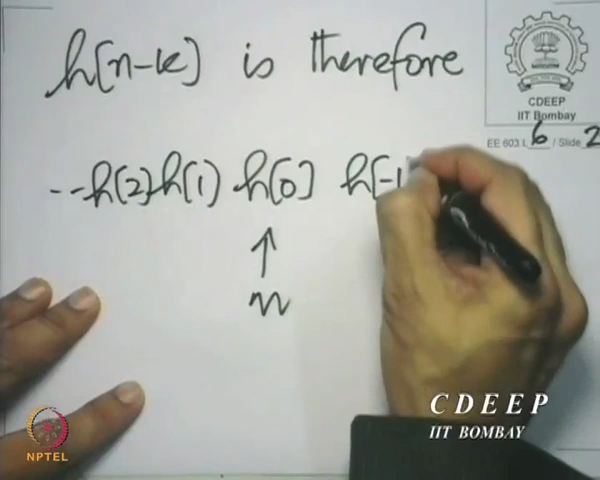 h[n-k] is therefore
CDEEP
IIT Bombay
EE 603 L 6 / Slide 2
--h[2] h[1] h[0] h[-1
↑
n
CDEEP
IIT BOMBAY
NPTEL